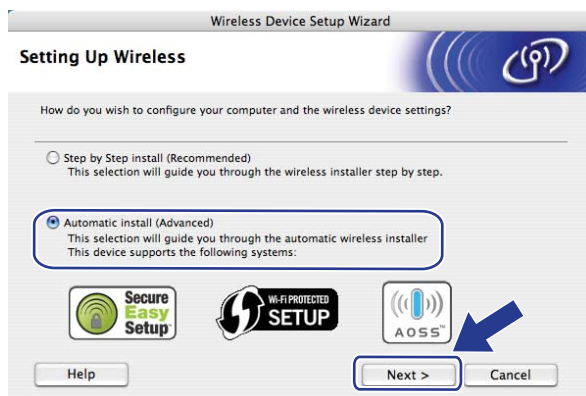 Wireless Device Setup Wizard
Setting Up Wireless
How do you wish to configure your computer and the wireless device settings?
Step by Step install (Recommended)
This selection will guide you through the wireless installer step by step.
Automatic install (Advanced)
This selection will guide you through the automatic wireless installer
This device supports the following systems:
Secure
Easy
Setup™
WI-FI PROTECTED
SETUP
AOSS™
Help
Next >
Cancel